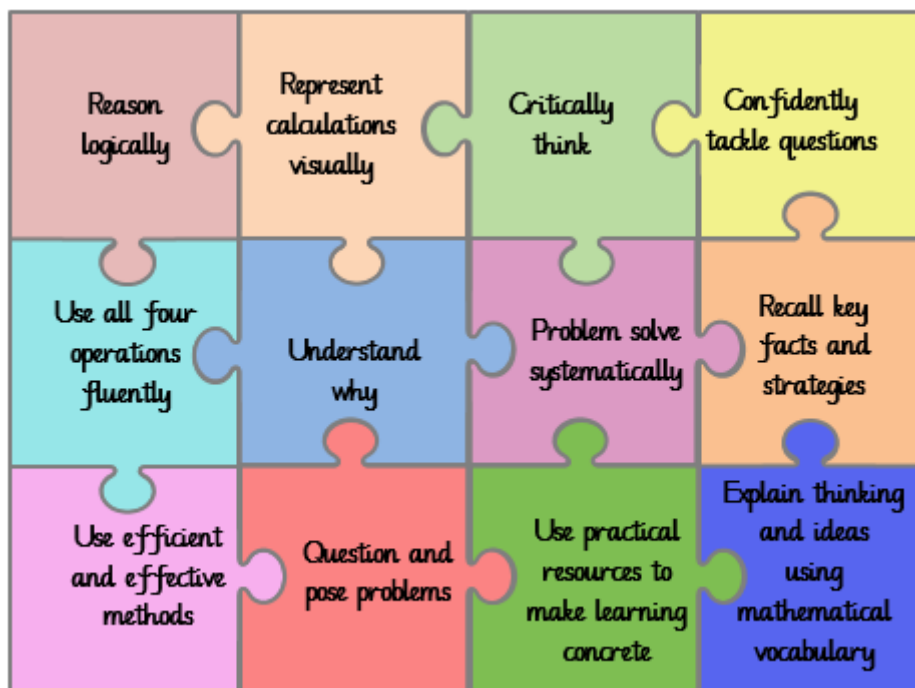 Reason
logically
Represent
calculations
visually
Critically
think
Confidently
tackle questions
Use all four
operations
fluently
Understand
why
Problem solve
systematically
Recall key
facts and
strategies
Use efficient
and effective
methods
Question and
pose problems
Use practical
resources to
make learning
concrete
Explain thinking
and ideas
using
mathematical
vocabulary